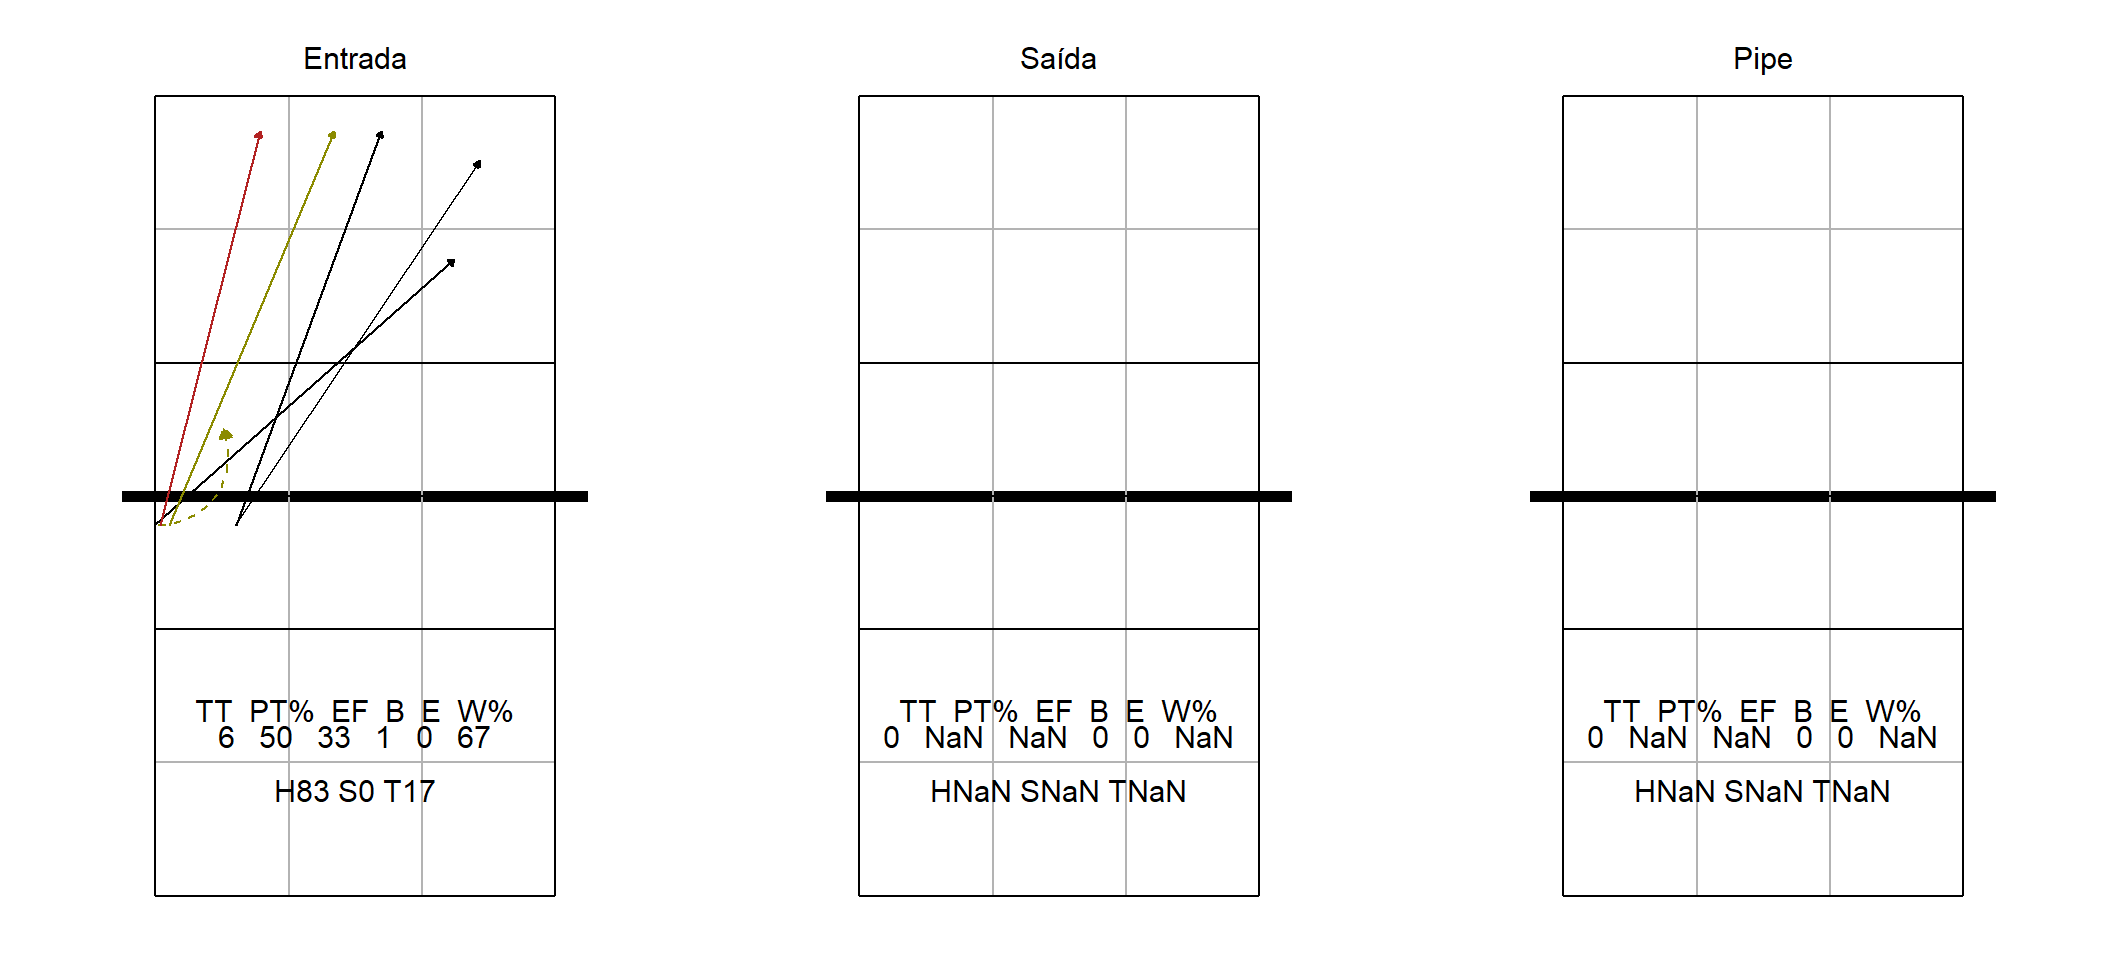 Entrada
TT PT% EF B E W%
6 50 33 1 0 67
H83 S0 T17
Saída
TT PT% EF B E W%
0 NaN NaN 0 0 NaN
HNaN SNaN TNaN
Pipe
TT PT% EF B E W%
0 NaN NaN 0 0 NaN
HNaN SNaN TNaN